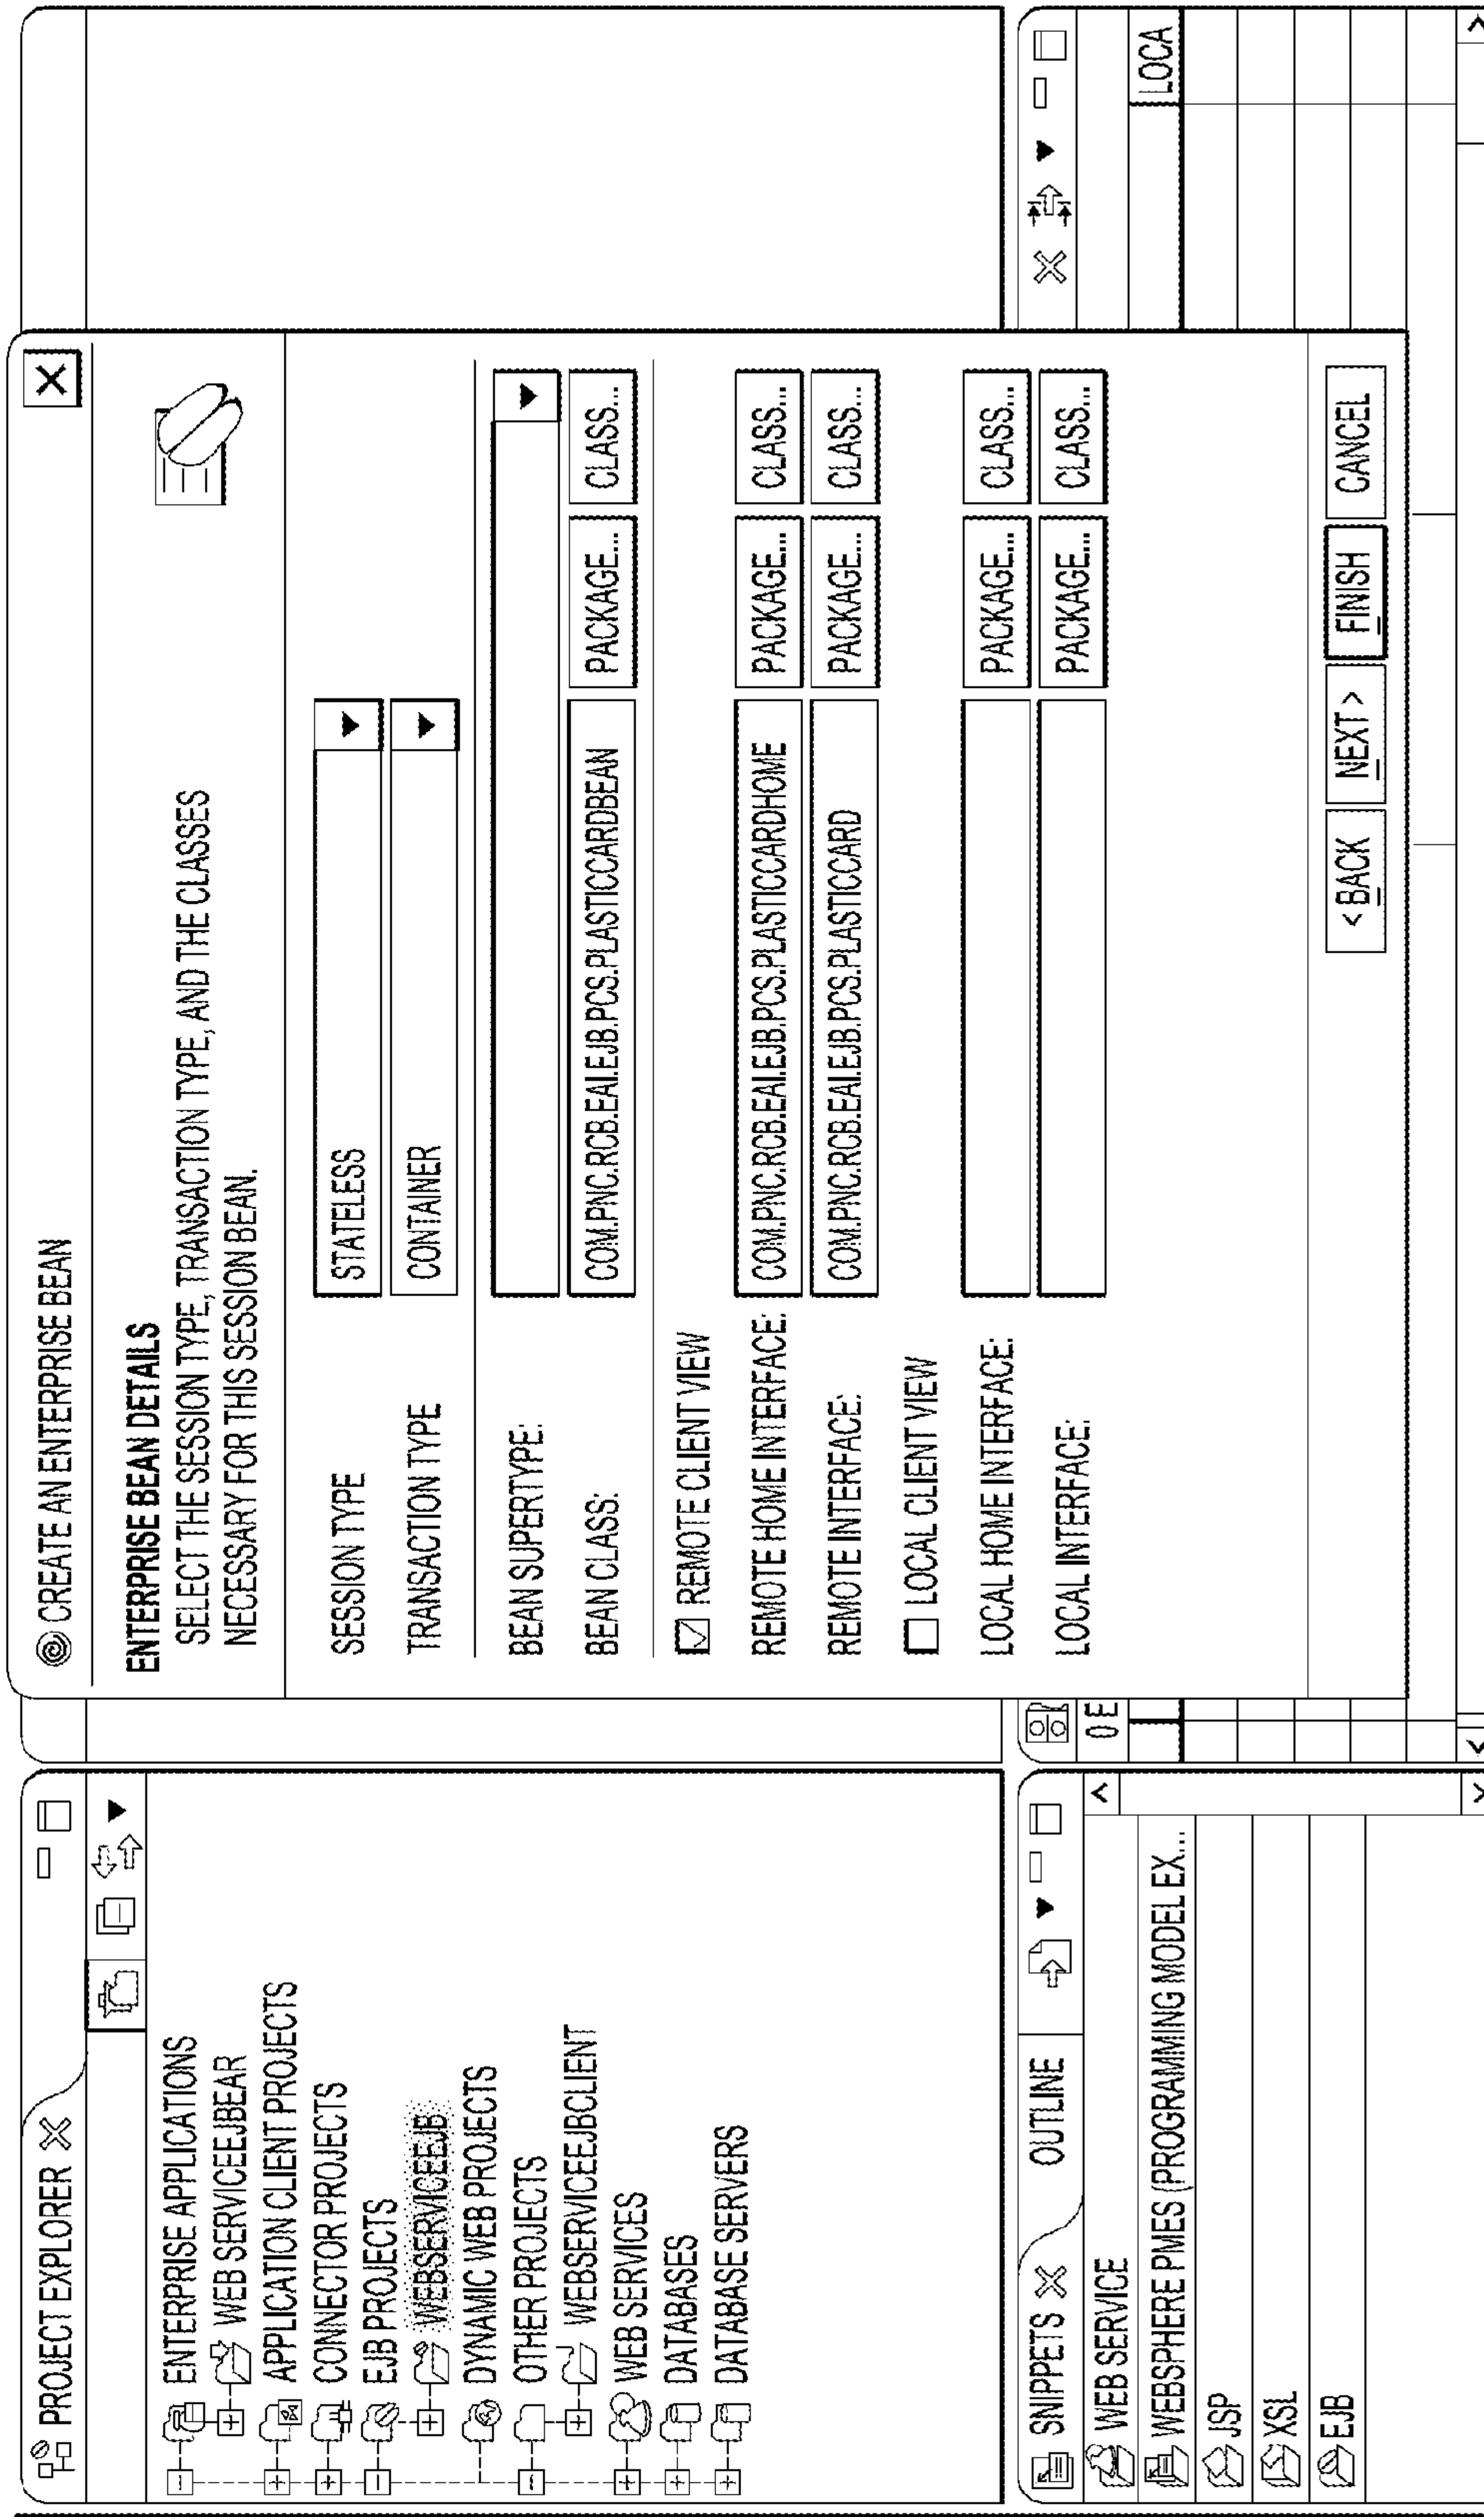 PROJECT EXPLORER
ENTERPRISE APPLICATIONS
WEB SERVICEEJBEAR
APPLICATION CLIENT PROJECTS
CONNECTOR PROJECTS
EJB PROJECTS
WEBSERVICEEJB
DYNAMIC WEB PROJECTS
OTHER PROJECTS
WEBSERVICEEJBCLIENT
WEB SERVICES
DATABASES
DATABASE SERVERS
SNIPPETS OUTLINE
WEB SERVICE
WEBSPHERE PMES (PROGRAMMING MODEL EX...
JSP
XSL
EJB
CREATE AN ENTERPRISE BEAN
ENTERPRISE BEAN DETAILS
SELECT THE SESSION TYPE, TRANSACTION TYPE, AND THE CLASSES
NECESSARY FOR THIS SESSION BEAN.
SESSION TYPE STATELESS
TRANSACTION TYPE CONTAINER
BEAN SUPERTYPE:
BEAN CLASS: COM.PNC.RCB.EAI.EJB.PCS.PLASTICCARDBEAN PACKAGE... CLASS...
REMOTE CLIENT VIEW
REMOTE HOME INTERFACE: COM.PNC.RCB.EAI.EJB.PCS.PLASTICCARDHOME PACKAGE... CLASS...
REMOTE INTERFACE: COM.PNC.RCB.EAI.EJB.PCS.PLASTICCARD PACKAGE... CLASS...
LOCAL CLIENT VIEW
LOCAL HOME INTERFACE: PACKAGE... CLASS...
LOCAL INTERFACE: PACKAGE... CLASS...
< BACK NEXT > FINISH CANCEL
0 E
LOCA